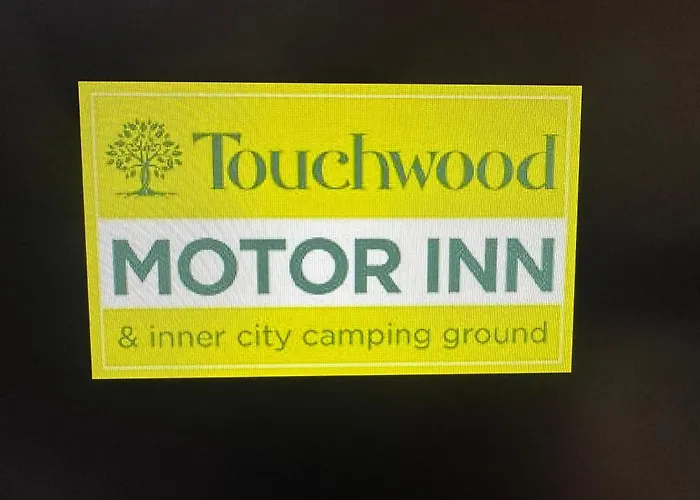 Touchwood
MOTOR INN
& inner city camping ground